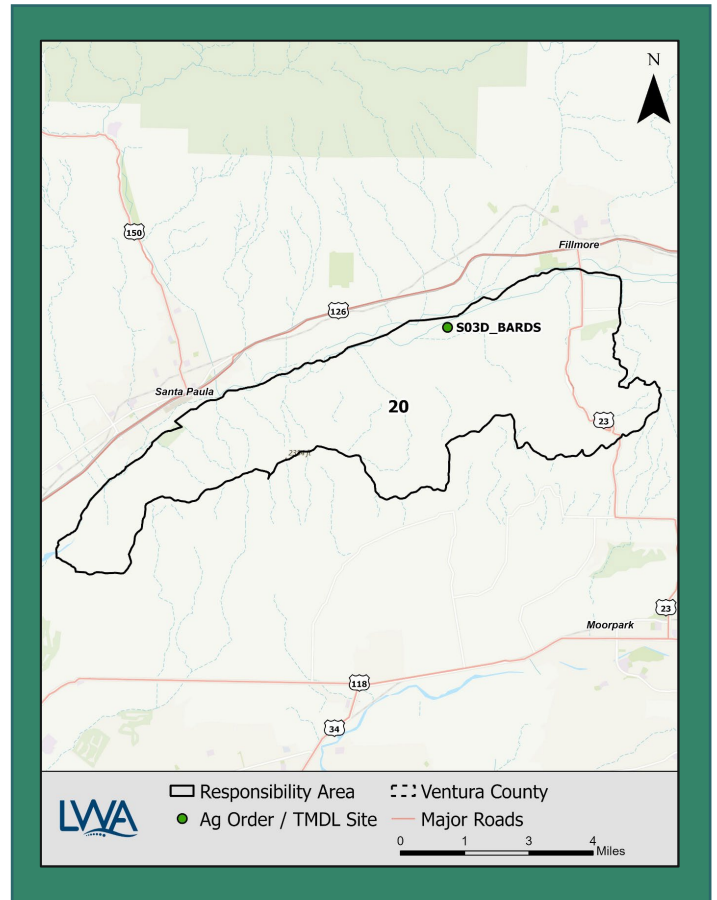 N
150
Fillmore
126
S03D_BARDS
Santa Paula
20
23
23
Moorpark
118
34
LWA
Responsibility Area
Ventura County
Ag Order / TMDL Site
Major Roads
0 1 3 4
Miles